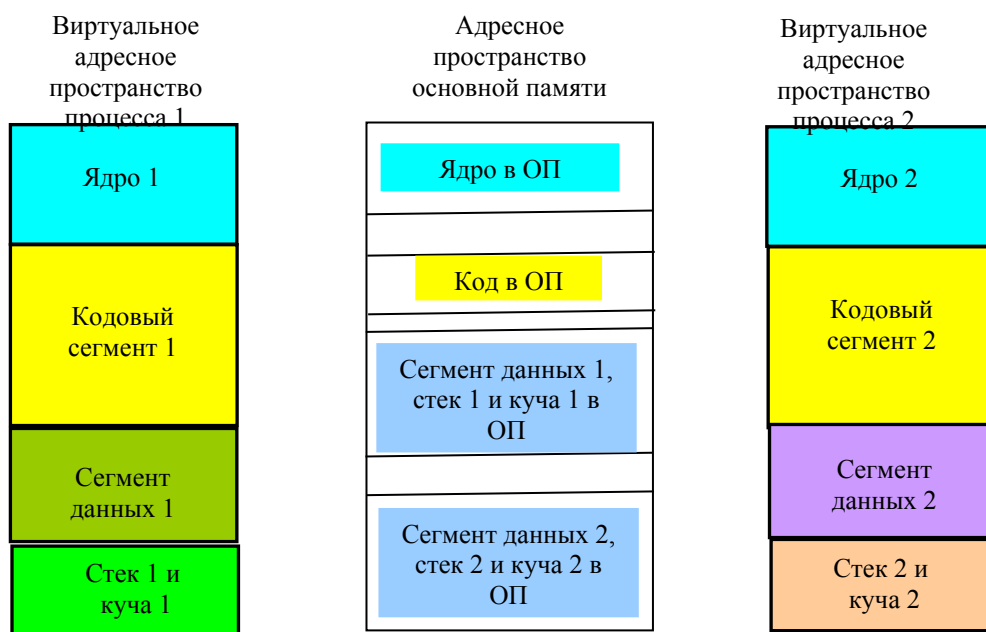 Виртуальное
адресное
пространство
процесса 1
Ядро 1
Кодовый
сегмент 1
Сегмент
данных 1
Стек 1 и
куча 1
Адресное
пространство
основной памяти
Ядро в ОП
Код в ОП
Сегмент данных 1,
стек 1 и куча 1 в
ОП
Сегмент данных 2,
стек 2 и куча 2 в
ОП
Виртуальное
адресное
пространство
процесса 2
Ядро 2
Кодовый
сегмент 2
Сегмент
данных 2
Стек 2 и
куча 2